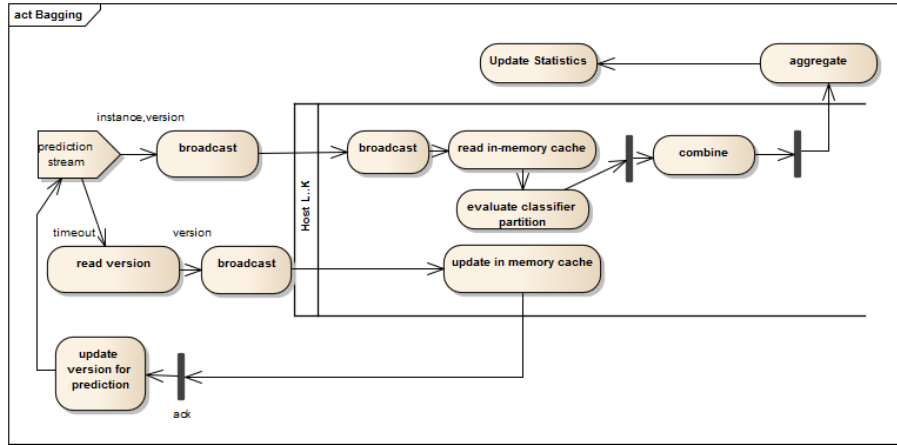 act Bagging
Update Statistics
aggregate
instance,version
prediction
stream
broadcast
broadcast
read in-memory cache
combine
Host L..K
evaluate classifier
partition
timeout
version
read version
broadcast
update in memory cache
update
version for
prediction
ack